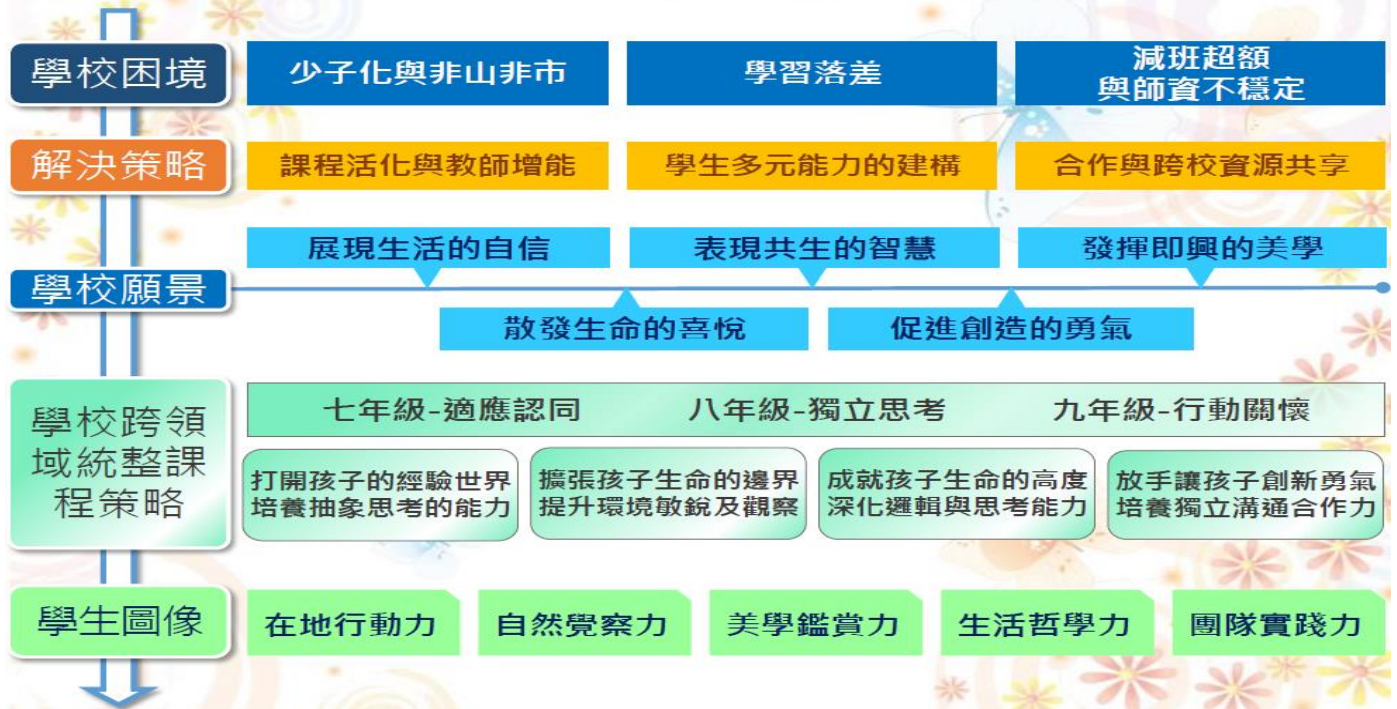 學校困境
少子化與非山非市
學習落差
減班超額
與師資不穩定
解決策略
課程活化與教師增能
學生多元能力的建構
合作與跨校資源共享
學校願景
展現生活的自信
散發生命的喜悅
表現共生的智慧
促進創造的勇氣
發揮即興的美學
學校跨領
域統整課
程策略
七年級-適應認同
八年級-獨立思考
九年級-行動關懷
打開孩子的經驗世界
培養抽象思考的能力
擴張孩子生命的邊界
提升環境敏銳及觀察
成就孩子生命的高度
深化邏輯與思考能力
放手讓孩子創新勇氣
培養獨立溝通合作力
學生圖像
在地行動力
自然覺察力
美學鑑賞力
生活哲學力
團隊實踐力